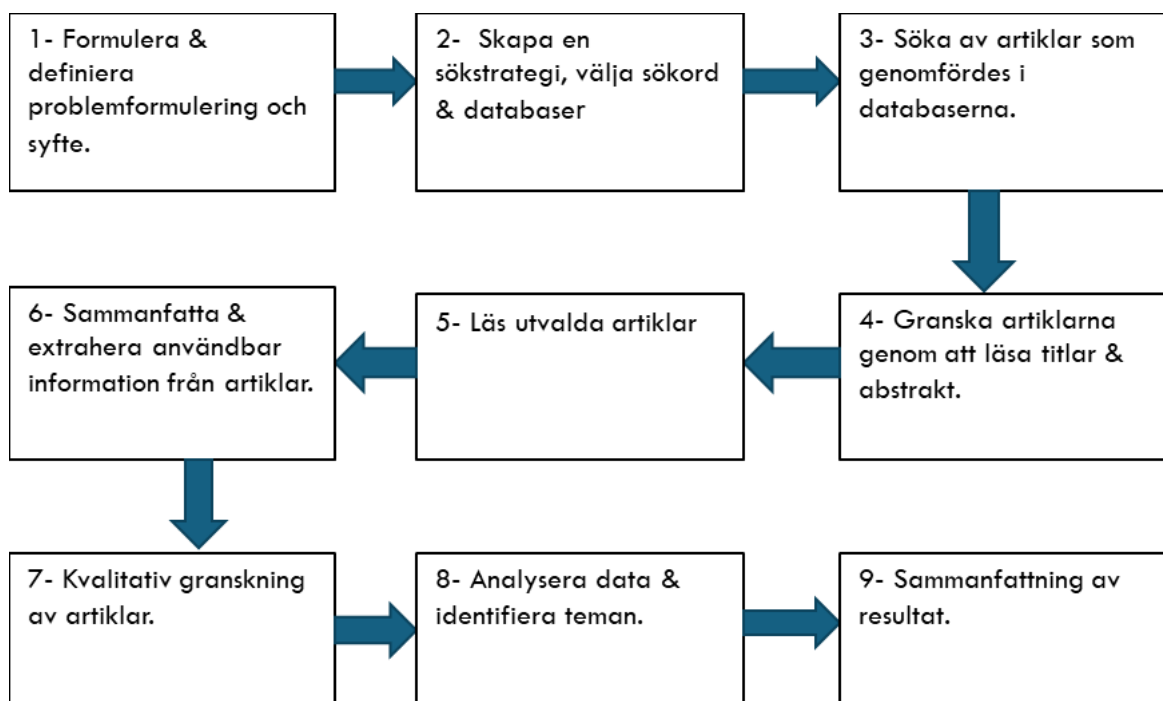 1- Formulera &
definiera
problemformulering och
syfte.
2-  Skapa en
sökstrategi, välja sökord
& databaser
3- Söka av artiklar som
genomfördes i
databaserna.
4- Granska artiklarna
genom att läsa titlar &
abstrakt.
5- Läs utvalda artiklar
6- Sammanfatta &
extrahera användbar
information från artiklar.
7- Kvalitativ granskning
av artiklar.
8- Analysera data &
identifiera teman.
9- Sammanfattning av
resultat.